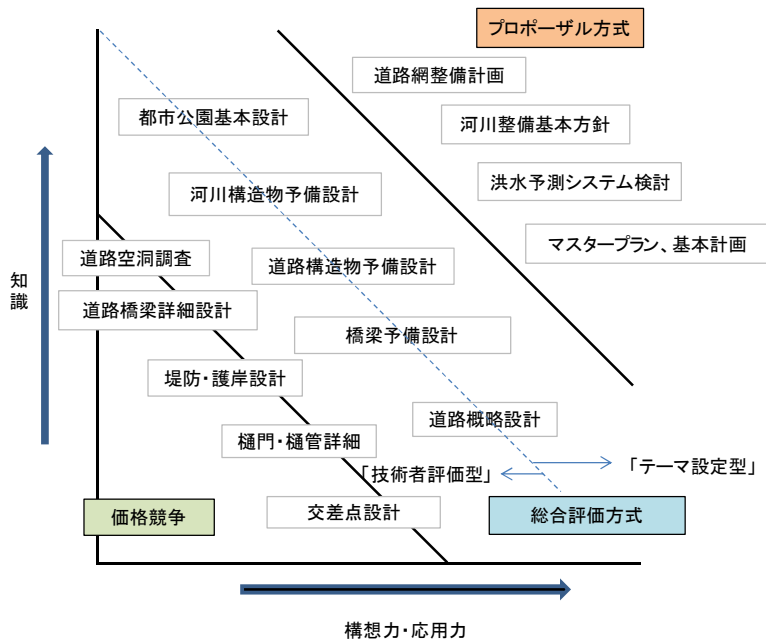 プロポーザル方式
道路網整備計画
都市公園基本設計
河川整備基本方針
洪水予測システム検討
河川構造物予備設計
マスタープラン、基本計画
道路空洞調査
道路構造物予備設計
知識
道路橋梁詳細設計
橋梁予備設計
堤防・護岸設計
道路概略設計
樋門・樋管詳細
「技術者評価型」
「テーマ設定型」
価格競争
交差点設計
総合評価方式
構想力・応用力